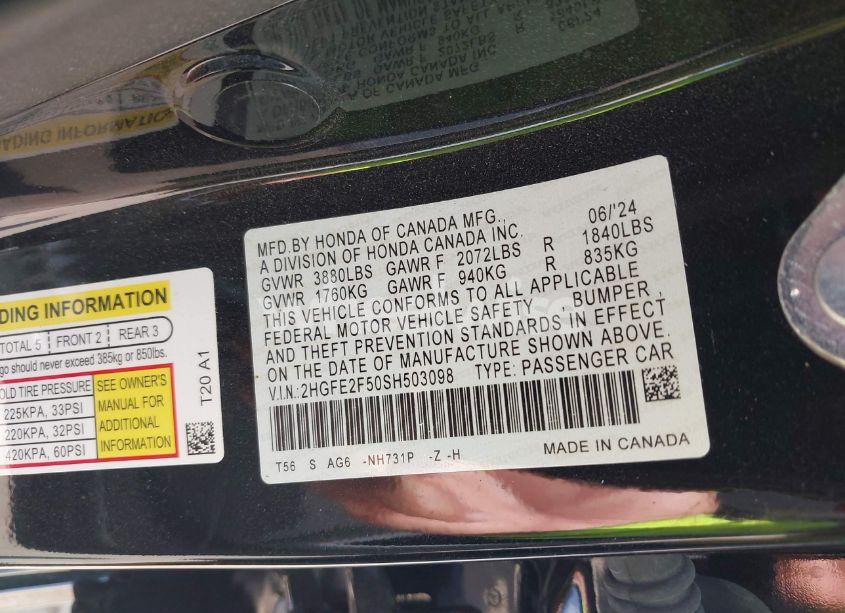 MFD.BY HONDA OF CANADA MFG., 06/'24
A DIVISION OF HONDA CANADA INC.
GVWR 3880LBS GAWR F 2072LBS R 1840LBS
GVWR 1760KG GAWR F 940KG R 835KG
THIS VEHICLE CONFORMS TO ALL APPLICABLE
FEDERAL MOTOR VEHICLE SAFETY, BUMPER,
AND THEFT PREVENTION STANDARDS IN EFFECT
ON THE DATE OF MANUFACTURE SHOWN ABOVE.
V.I.N.:2HGFE2F50SH503098 TYPE: PASSENGER CAR
T56 S AG6 -NH731P -Z -H MADE IN CANADA
DING INFORMATION
TOTAL 5 FRONT 2 REAR 3
go should never exceed 385kg or 850lbs.
OLD TIRE PRESSURE SEE OWNER'S
225KPA, 33PSI MANUAL FOR
220KPA, 32PSI ADDITIONAL
420KPA, 60PSI INFORMATION
T20 A1